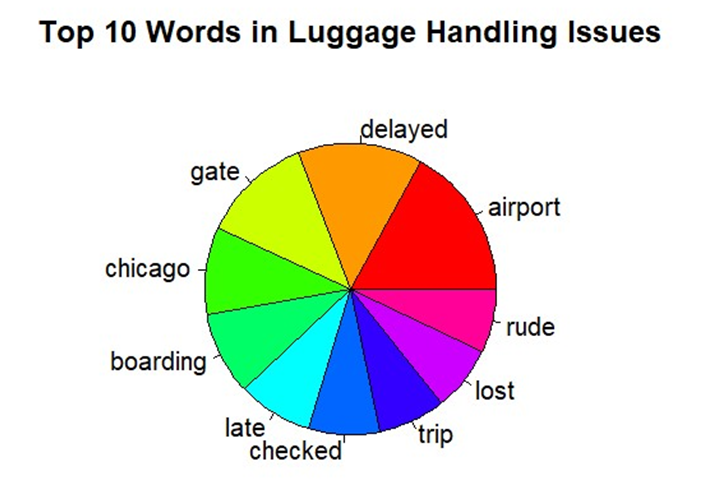 Top 10 Words in Luggage Handling Issues
delayed
gate
airport
chicago
rude
boarding
lost
late
trip
checked